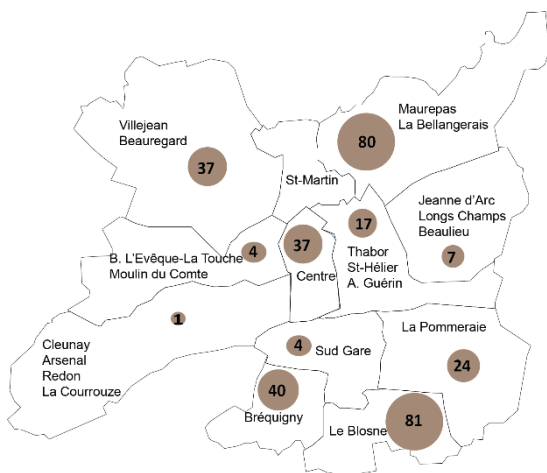 Villejean
Beauregard
37
Maurepas
La Bellangerais
80
St-Martin
Jeanne d'Arc
Longs Champs
Beaulieu
7
17
Thabor
St-Hélier
A. Guérin
B. L'Evêque-La Touche
Moulin du Comte
4
37
Centre
1
Cleunay
Arsenal
Redon
La Courrouze
4
Sud Gare
La Pommeraie
24
40
Bréquigny
Le Blosne
81